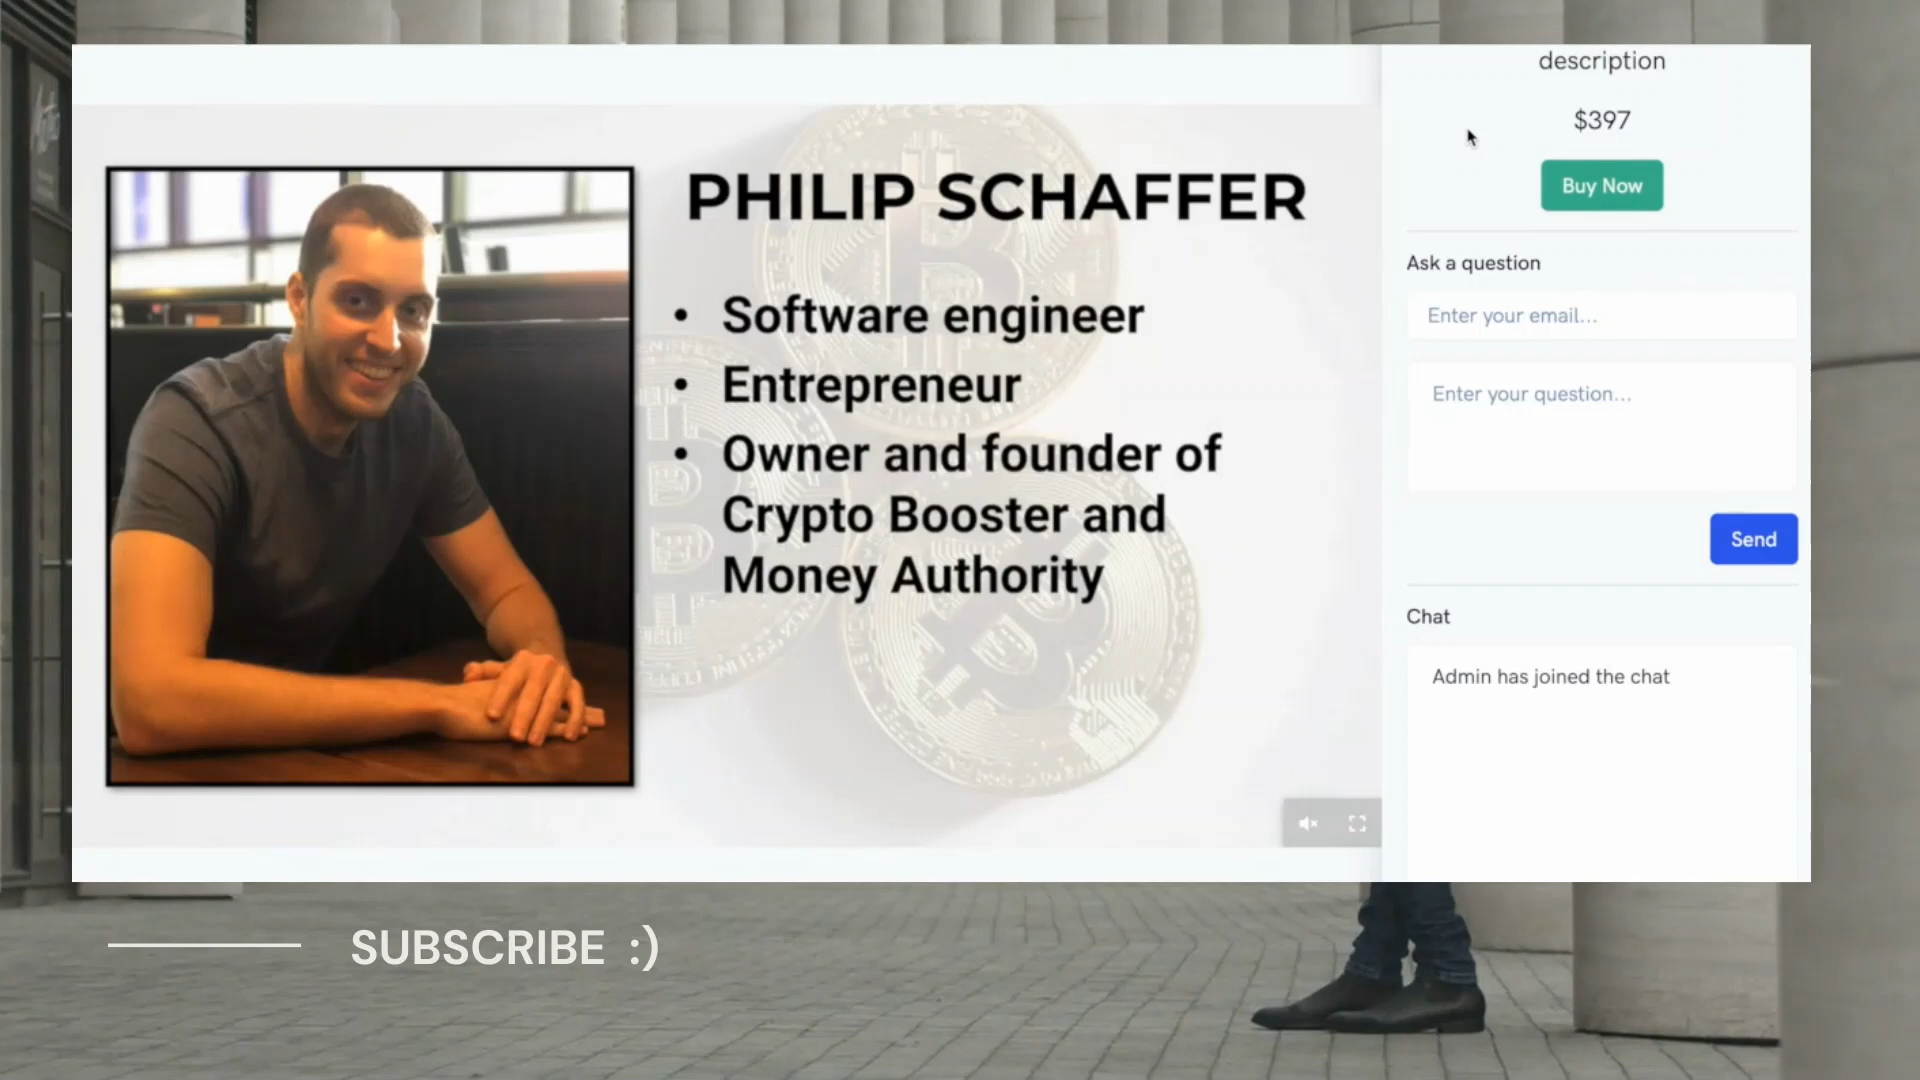 PHILIP SCHAFFER
• Software engineer
• Entrepreneur
• Owner and founder of
Crypto Booster and
Money Authority
description
$397
Buy Now
Ask a question
Enter your email...
Enter your question...
Send
Chat
Admin has joined the chat
SUBSCRIBE :)